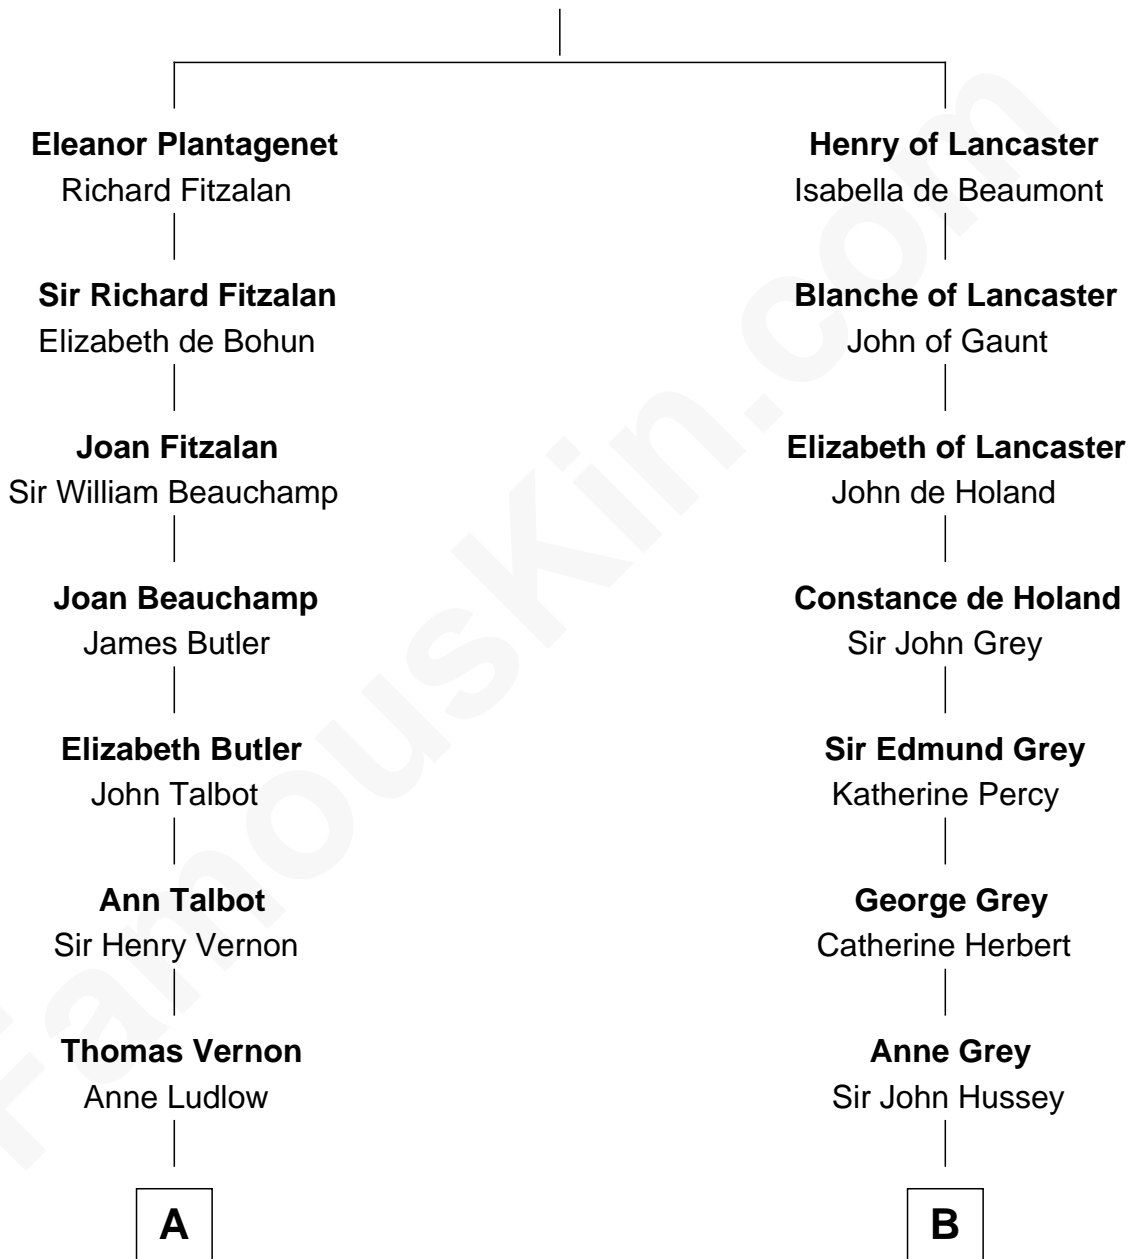 Eleanor Plantagenet
Richard Fitzalan
Sir Richard Fitzalan
Elizabeth de Bohun
Joan Fitzalan
Sir William Beauchamp
Joan Beauchamp
James Butler
Elizabeth Butler
John Talbot
Ann Talbot
Sir Henry Vernon
Thomas Vernon
Anne Ludlow
A
Henry of Lancaster
Isabella de Beaumont
Blanche of Lancaster
John of Gaunt
Elizabeth of Lancaster
John de Holand
Constance de Holand
Sir John Grey
Sir Edmund Grey
Katherine Percy
George Grey
Catherine Herbert
Anne Grey
Sir John Hussey
B
FamousKin.com